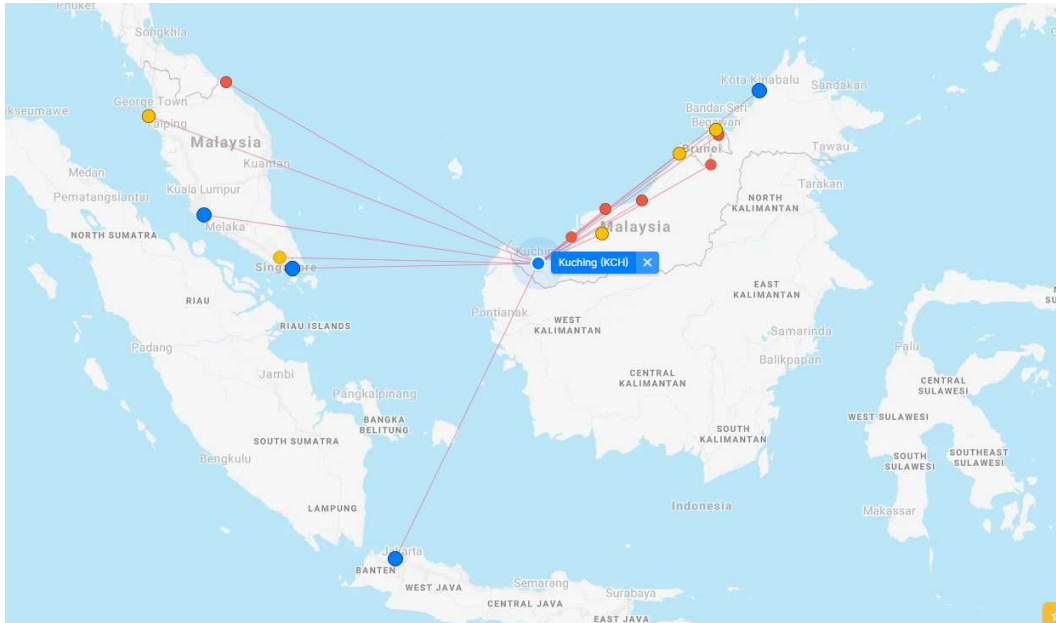 Phuket
Songkhla
Kota Kinabalu
Sandakan
George Town
Taiping
Bandar Seri
Begawan
Malaysia
Brunei
Tawau
Kuantan
Medan
Tarakan
Pematangsiantar
Kuala Lumpur
NORTH
KALIMANTAN
Melaka
NORTH SUMATRA
Malaysia
Kuching
Kuching (KCH)
Singapore
EAST
KALIMANTAN
RIAU
Pontianak
WEST
KALIMANTAN
RIAU ISLANDS
Samarinda
Padang
Palu
Balikpapan
Jambi
CENTRAL
KALIMANTAN
CENTRAL
SULAWESI
Pangkalpinang
BANGKA
BELITUNG
WEST SULAWESI
SOUTH
KALIMANTAN
SOUTH SUMATRA
Bengkulu
SOUTH
SULAWESI
SOUTHEAST
SULAWESI
LAMPUNG
Indonesia
Makassar
Jakarta
BANTEN
WEST JAVA
Semarang
Surabaya
CENTRAL JAVA
EAST JAVA